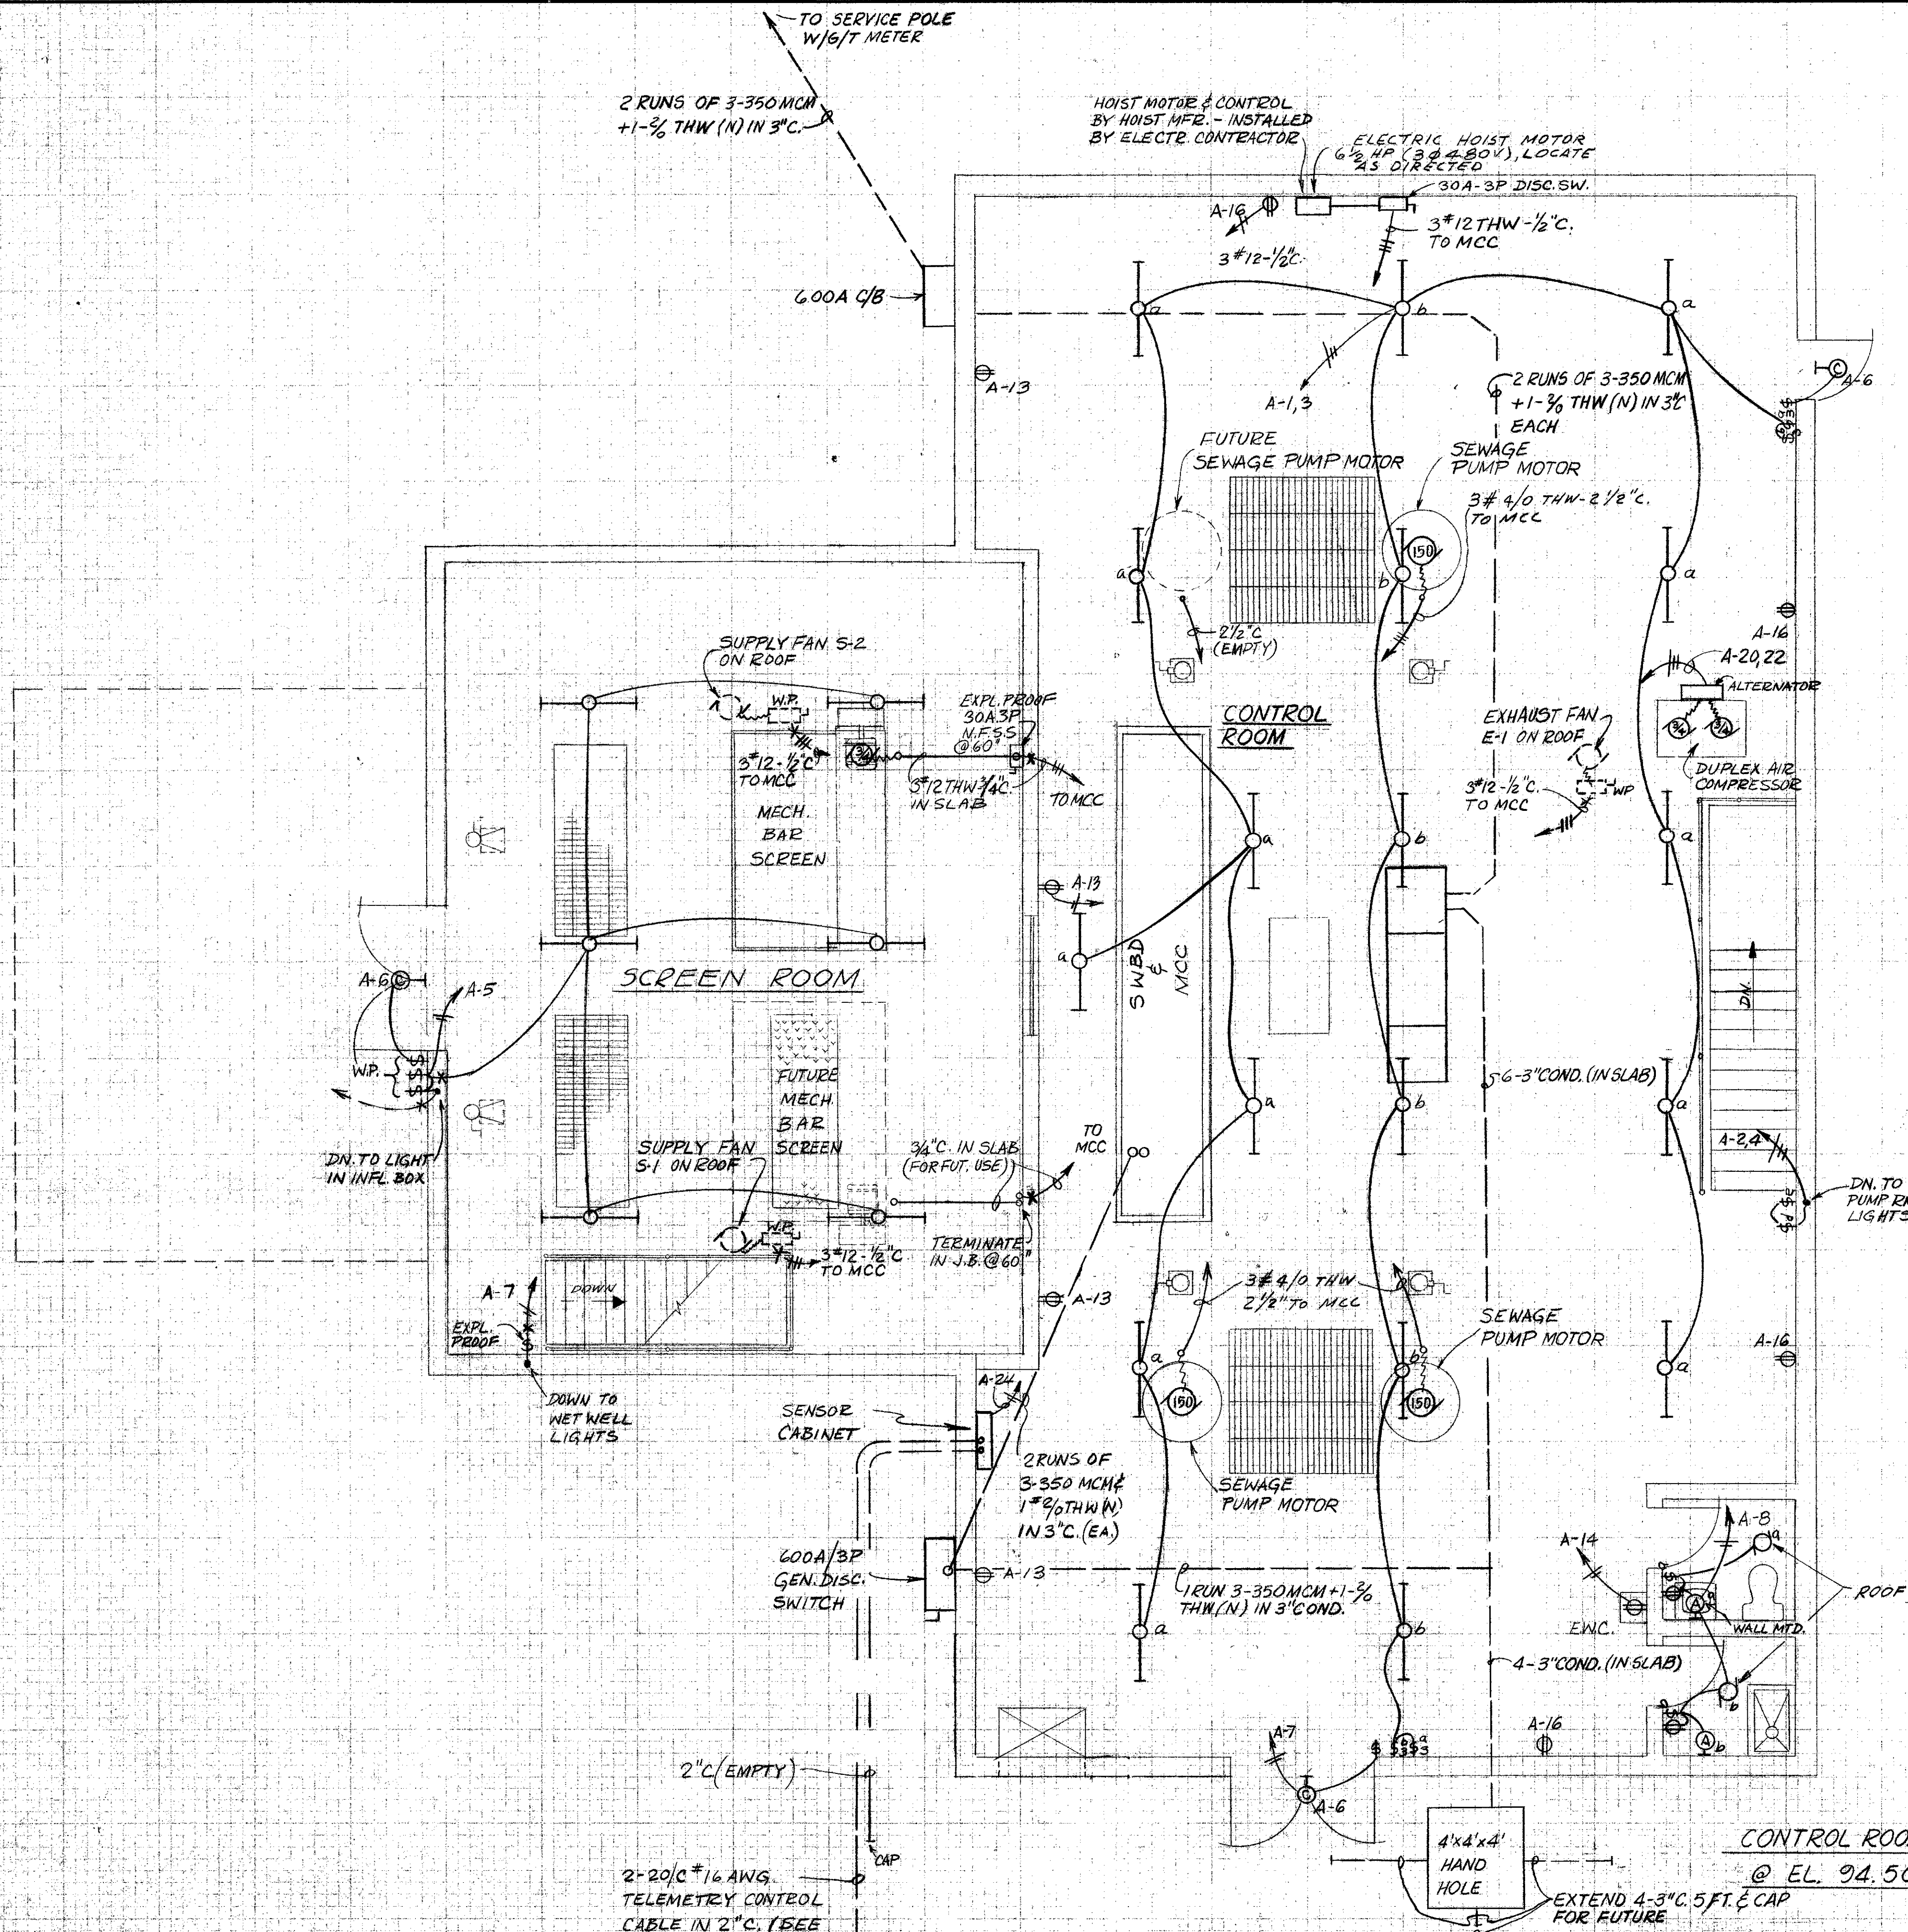 TO SERVICE POLE
W/G/T METER
2 RUNS OF 3-350 MCM
+1-2/0 THW (N) IN 3"C.
HOIST MOTOR & CONTROL
BY HOIST MFR. - INSTALLED
BY ELECTR. CONTRACTOR
ELECTRIC HOIST MOTOR
6½ HP (3Ø 480V), LOCATE
AS DIRECTED
30A-3P DISC. SW.
A-16
3#12 THW-½"C.
TO MCC
3#12-½"C.
600A C/B
a
b
a
A-13
A-1,3
2 RUNS OF 3-350 MCM
+1-2/0 THW (N) IN 3"C
EACH
A-6
FUTURE
SEWAGE PUMP MOTOR
SEWAGE
PUMP MOTOR
3# 4/0 THW-2 1/2"C.
TO MCC
150
a
b
a
2½"C
(EMPTY)
A-16
A-20,22
ALTERNATOR
SUPPLY FAN S-2
ON ROOF
W.P.
EXPL. PROOF
30A.3P
N.F.S.S
@ 60"
3#12-½"C
TO MCC
3/4
3#12 THW-3/4"C.
IN SLAB
TO MCC
CONTROL
ROOM
EXHAUST FAN
E-1 ON ROOF
3#12-½"C.
TO MCC
WP
3/4
3/4
DUPLEX AIR
COMPRESSOR
MECH.
BAR
SCREEN
a
b
a
A-13
a
SWBD
&
MCC
SCREEN ROOM
A-6
C
A-5
W.P.
DN.
FUTURE
MECH.
BAR
SCREEN
a
b
a
6-3" COND. (IN SLAB)
DN. TO LIGHT
IN INFL. BOX
SUPPLY FAN
S-1 ON ROOF
3/4"C. IN SLAB
(FOR FUT. USE)
TO
MCC
A-2,4
DN. TO
PUMP RM
LIGHTS
W.P.
3#12-½"C
TO MCC
TERMINATE
IN J.B. @ 60"
A-7
DOWN
EXPL.
PROOF
S
A-13
3# 4/0 THW
2 1/2" TO MCC
SEWAGE
PUMP MOTOR
A-16
a
b
a
150
150
DOWN TO
WET WELL
LIGHTS
SENSOR
CABINET
A-24
2 RUNS OF
3-350 MCM &
1#2/0 THW (N)
IN 3"C. (EA.)
SEWAGE
PUMP MOTOR
600A/3P
GEN. DISC.
SWITCH
A-13
1 RUN 3-350 MCM +1-2/0
THW (N) IN 3" COND.
A-14
A-8
a
A
ROOF
E.W.C.
WALL MTD.
a
b
4-3" COND. (IN SLAB)
b
A
b
2"C (EMPTY)
A-7
A-16
C
A-6
CAP
4'x4'x4'
HAND
HOLE
CONTROL ROO
@ EL. 94.50
2-20/C #16 AWG
TELEMETRY CONTROL
CABLE IN 2"C. (SEE
EXTEND 4-3"C. 5 FT. & CAP
FOR FUTURE